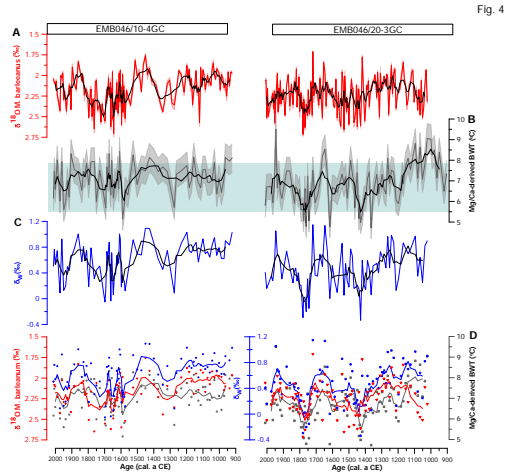 Fig. 4
EMB046/10-4GC
EMB046/20-3GC
A
1.5
1.75
2
2.25
2.5
2.75
δ 18O M. barleeanus (‰)
B
10
9
8
7
6
5
Mg/Ca-derived BWT (°C)
C
1.2
0.8
0.4
0
-0.4
δw(‰)
D
1.5
1.75
2
2.25
2.5
2.75
δ 18O M. barleeanum (‰)
1.2
0.8
0.4
0
-0.4
δw(‰)
10
9
8
7
6
5
Mg/Ca-derived BWT (°C)
2000 1900 1800 1700 1600 1500 1400 1300 1200 1100 1000 900
2000 1900 1800 1700 1600 1500 1400 1300 1200 1100 1000 900
Age (cal. a CE)
Age (cal. a CE)